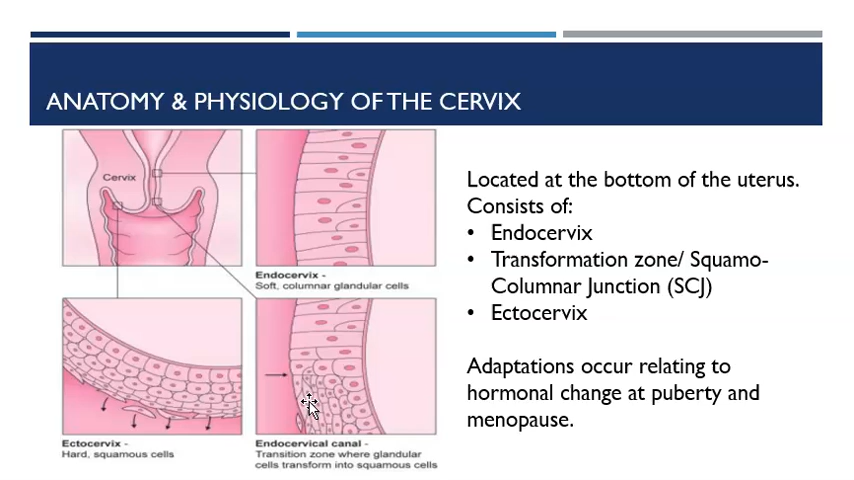 ANATOMY & PHYSIOLOGY OF THE CERVIX
Cervix
Endocervix -
Soft, columnar glandular cells
Ectocervix -
Hard, squamous cells
Endocervical canal -
Transition zone where glandular
cells transform into squamous cells
Located at the bottom of the uterus.
Consists of:
• Endocervix
• Transformation zone/ Squamo-
Columnar Junction (SCJ)
• Ectocervix
Adaptations occur relating to
hormonal change at puberty and
menopause.